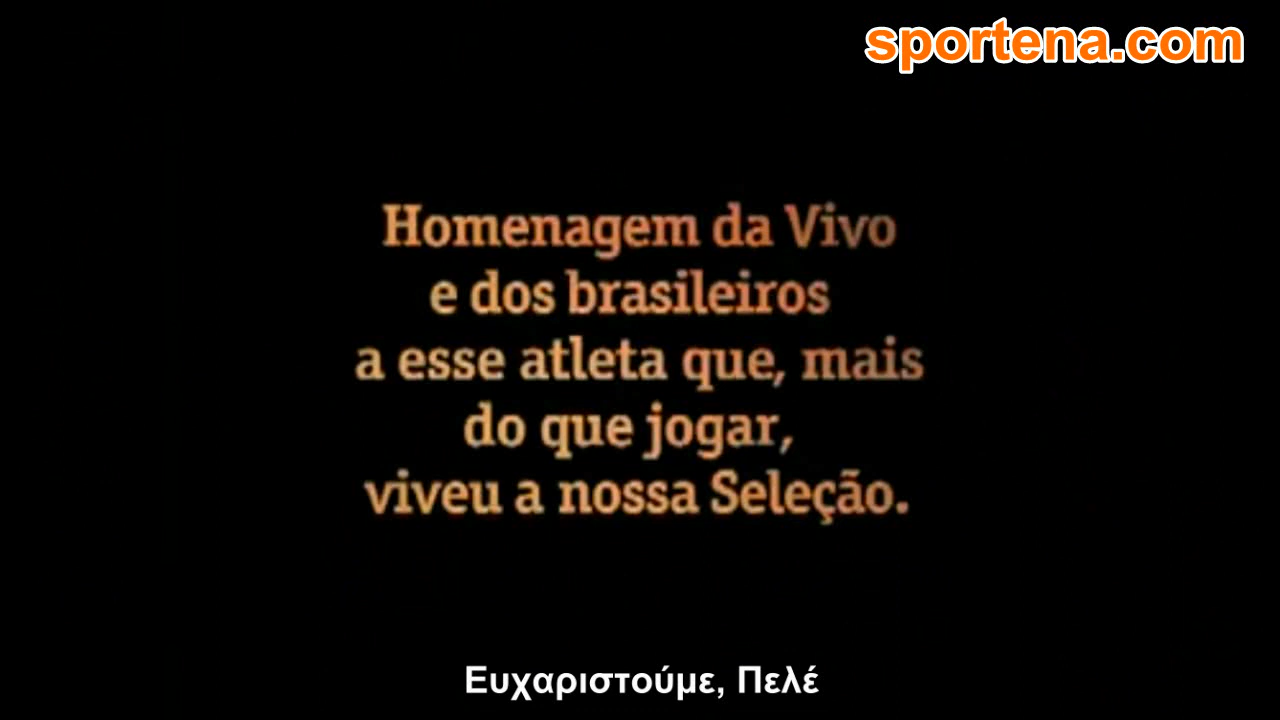 sportena.com
Homenagem da Vivo
e dos brasileiros
a esse atleta que, mais
do que jogar,
viveu a nossa Seleção.
Ευχαριστούμε, Πελέ